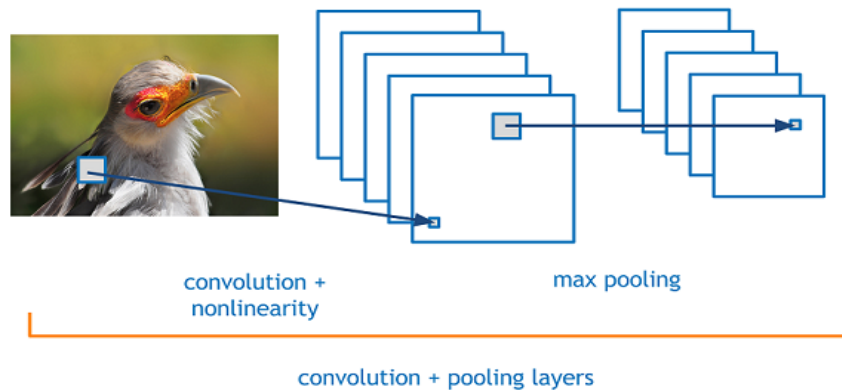 convolution +
nonlinearity
max pooling
convolution + pooling layers